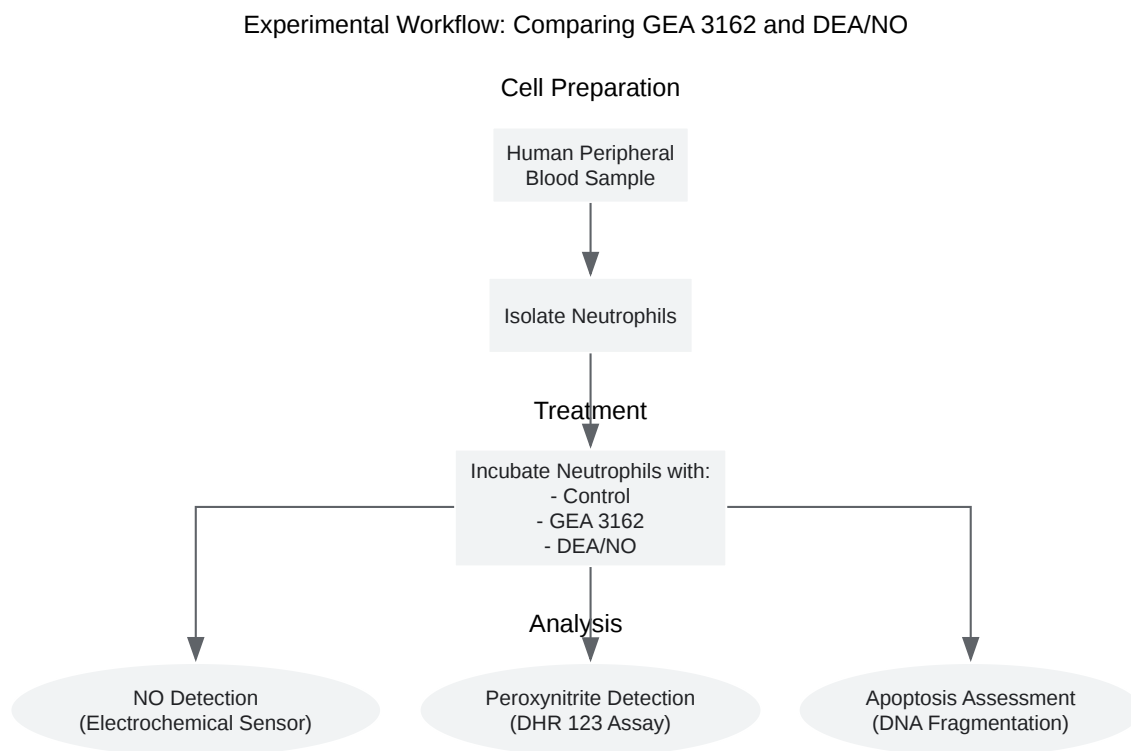 Experimental Workflow: Comparing GEA 3162 and DEA/NO
Cell Preparation
Human Peripheral
Blood Sample
Isolate Neutrophils
Treatment
Incubate Neutrophils with:
- Control
- GEA 3162
- DEA/NO
Analysis
NO Detection
(Electrochemical Sensor)
Peroxynitrite Detection
(DHR 123 Assay)
Apoptosis Assessment
(DNA Fragmentation)